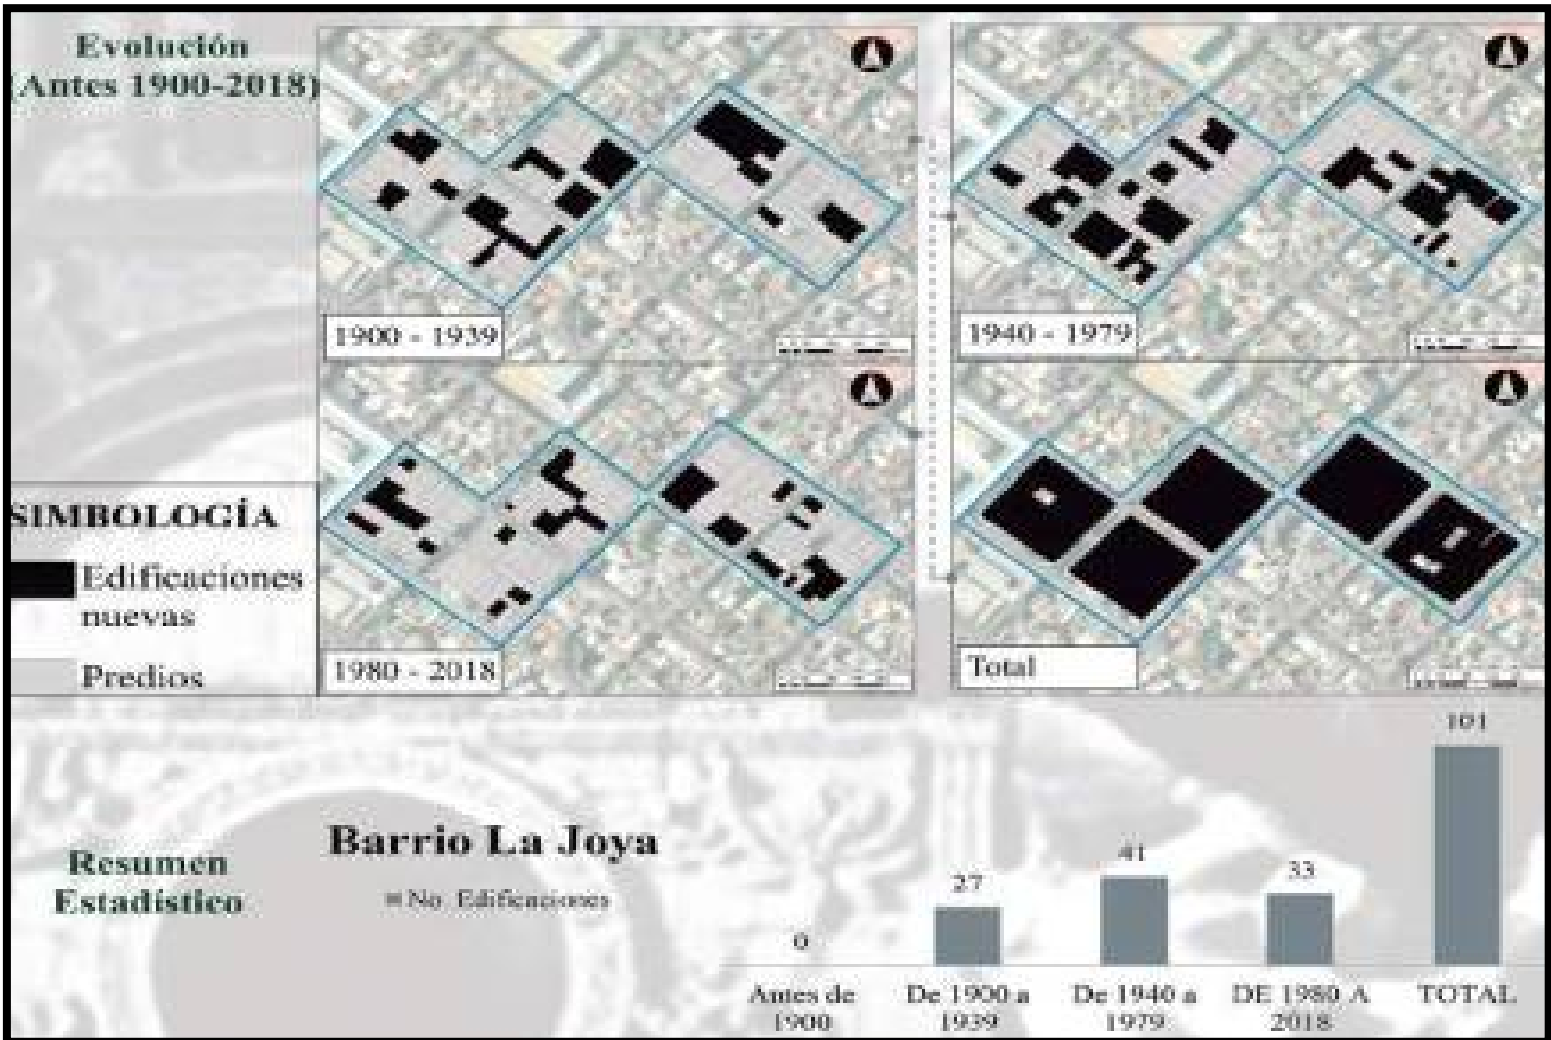 Evolución
(Antes 1900-2018)
1900 - 1939
1940 - 1979
1980 - 2018
Total
SIMBOLOGÍA
Edificaciones
nuevas
Predios
Resumen
Estadístico
Barrio La Joya
No. Edificaciones
0
27
41
33
101
Antes de
1900
De 1900 a
1939
De 1940 a
1979
DE 1980 A
2018
TOTAL